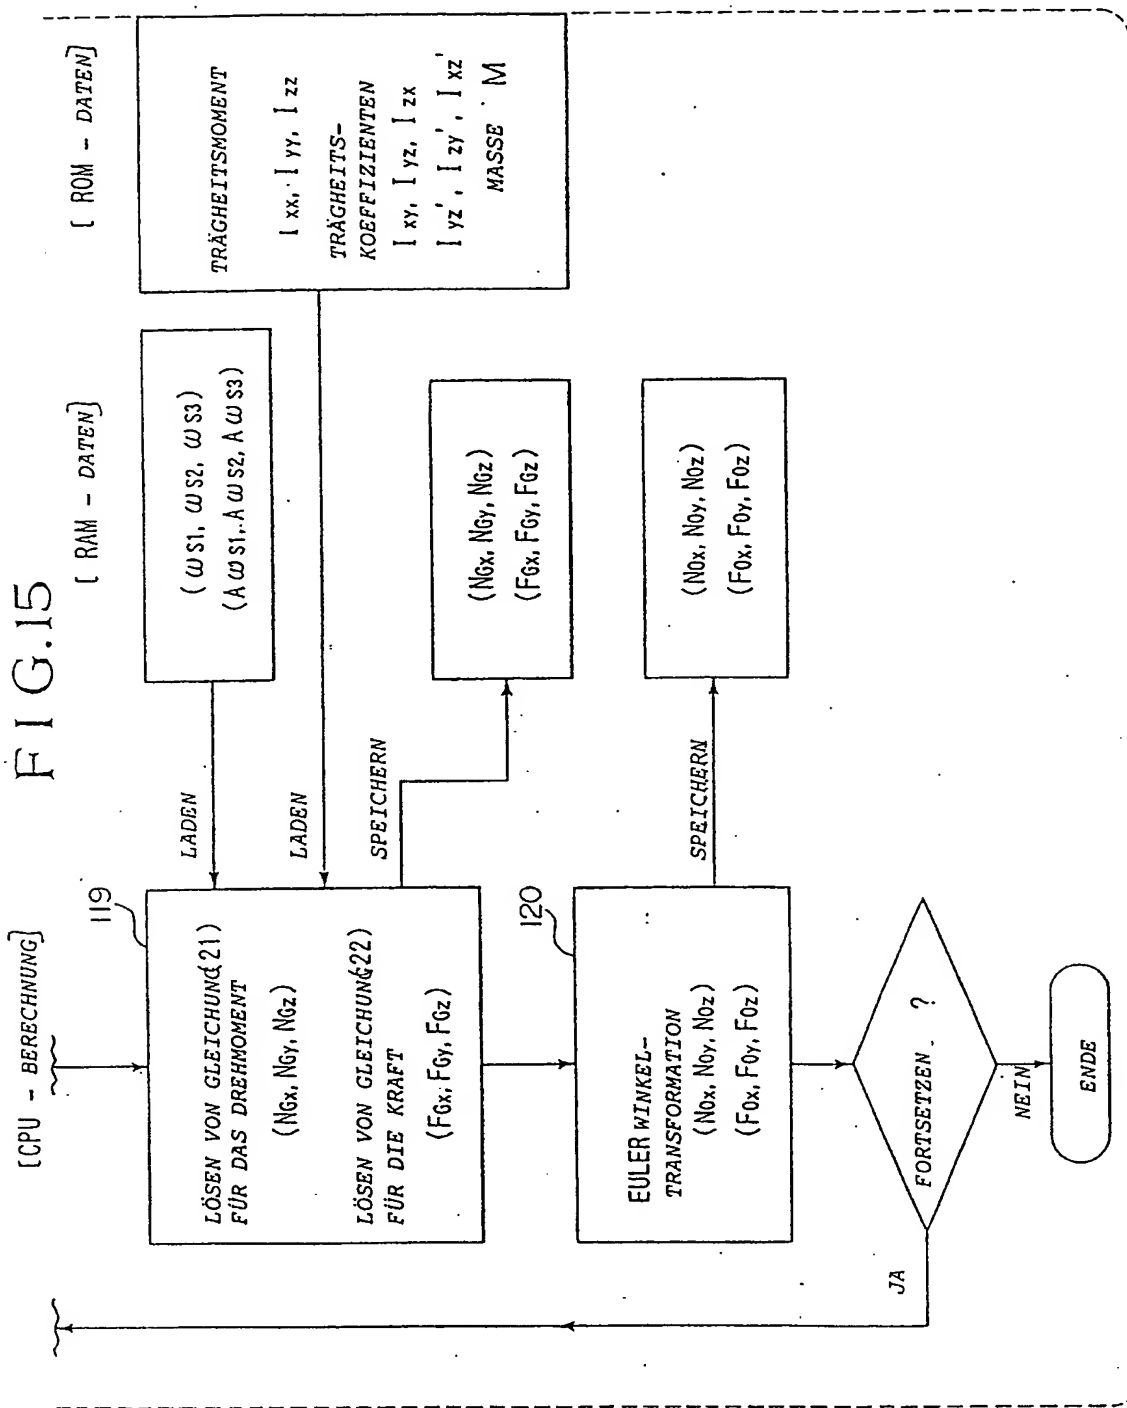 FIG.15
[CPU - BERECHNUNG]
[ RAM - DATEN]
[ ROM - DATEN]
119
LÖSEN VON GLEICHUNG(21)
FÜR DAS DREHMOMENT
(NGx, NGy, NGz)
LÖSEN VON GLEICHUNG(22)
FÜR DIE KRAFT
(FGx, FGy, FGz)
LADEN
(ωS1, ωS2, ωS3)
(AωS1, AωS2, AωS3)
LADEN
TRÄGHEITSMOMENT
I xx, I yy, I zz
TRÄGHEITS-
KOEFFIZIENTEN
I xy, I yz, I zx
I yz', I zy', I xz'
MASSE M
SPEICHERN
(NGx, NGy, NGz)
(FGx, FGy, FGz)
120
EULER WINKEL-
TRANSFORMATION
(NOx, NOy, NOz)
(FOx, FOy, FOz)
SPEICHERN
(NOx, NOy, NOz)
(FOx, FOy, FOz)
FORTSETZEN ?
JA
NEIN
ENDE